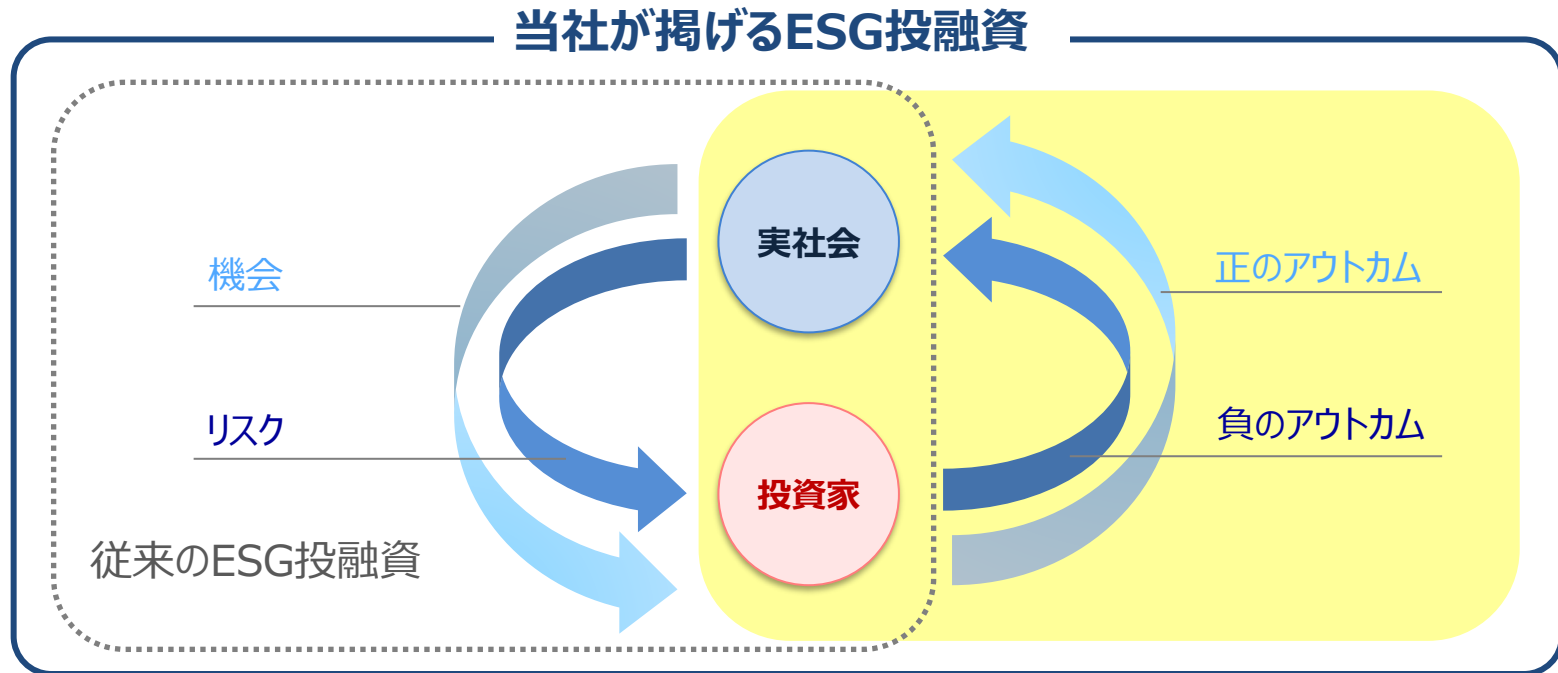 当社が掲げるESG投融資
機会
リスク
従来のESG投融資
実社会
投資家
正のアウトカム
負のアウトカム